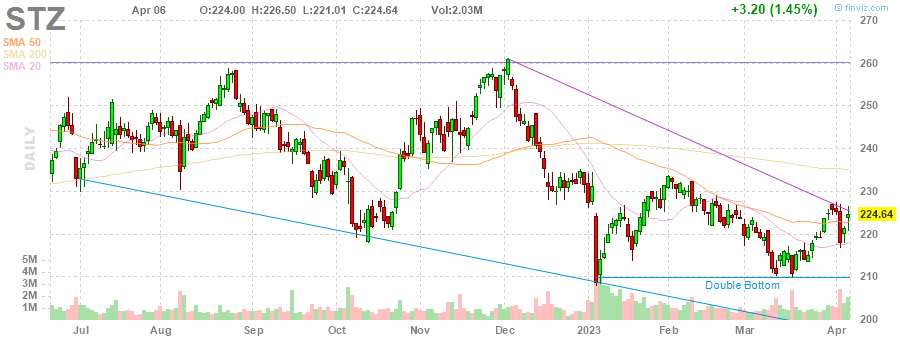 STZ Apr 06 O:224.00 H:226.50 L:221.01 C:224.64 Vol:2.03M +3.20 (1.45%) @ finviz.com
SMA 50
SMA 200
SMA 20
DAILY
270
260
250
240
230
224.64
220
210
200
5M
4M
3M
2M
1M
Double Bottom
Jul Aug Sep Oct Nov Dec 2023 Feb Mar Apr